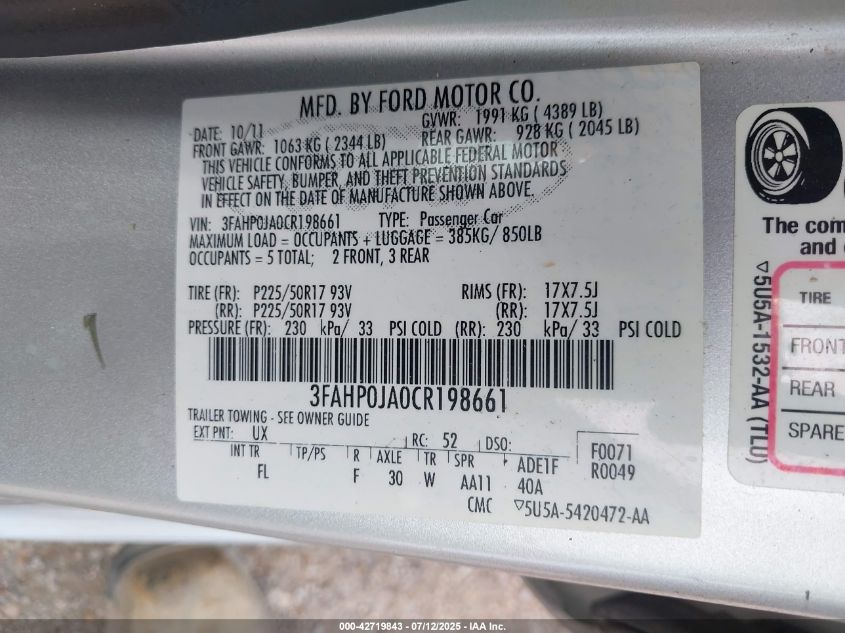 MFD. BY FORD MOTOR CO.
DATE: 10/11 GVWR: 1991 KG ( 4389 LB)
FRONT GAWR: 1063 KG ( 2344 LB) REAR GAWR: 928 KG ( 2045 LB)
THIS VEHICLE CONFORMS TO ALL APPLICABLE FEDERAL MOTOR
VEHICLE SAFETY, BUMPER, AND THEFT PREVENTION STANDARDS
IN EFFECT ON THE DATE OF MANUFACTURE SHOWN ABOVE.
VIN: 3FAHP0JA0CR198661 TYPE: Passenger Car
MAXIMUM LOAD = OCCUPANTS + LUGGAGE = 385KG/ 850LB
OCCUPANTS = 5 TOTAL; 2 FRONT, 3 REAR
TIRE (FR): P225/50R17 93V RIMS (FR): 17X7.5J
(RR): P225/50R17 93V (RR): 17X7.5J
PRESSURE (FR): 230 kPa/ 33 PSI COLD (RR): 230 kPa/ 33 PSI COLD
3FAHP0JA0CR198661
TRAILER TOWING - SEE OWNER GUIDE
EXT PNT: UX RC: 52 DSO: F0071
INT TR TP/PS R AXLE TR SPR ADE1F R0049
FL F 30 W AA11 40A
CMC ▽5U5A-5420472-AA
The com
and
▽5U5A-1532-AA (TLU)
TIRE
FRONT
REAR
SPARE
000-42719843 - 07/12/2025 - IAA Inc.